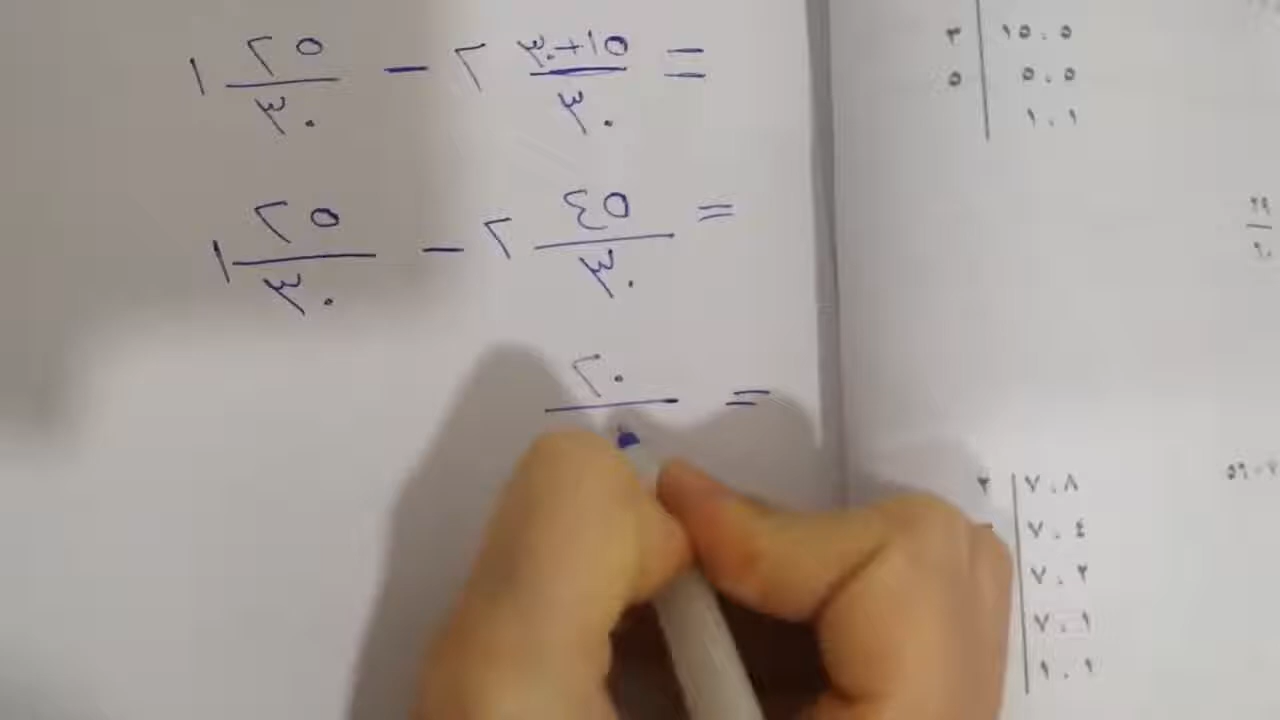 = ٢ ٣٠+١٥/٣٠ − ١ ٢٥/٣٠
= ٢ ٤٥/٣٠ − ١ ٢٥/٣٠
= ٢٠
٣ | ١٥ ، ٥
٥ | ٥ ، ٥
١ ، ١
٢ | ٧ ، ٨
٧ ، ٤
٧ ، ٢
٧ ، ١
١ ، ١